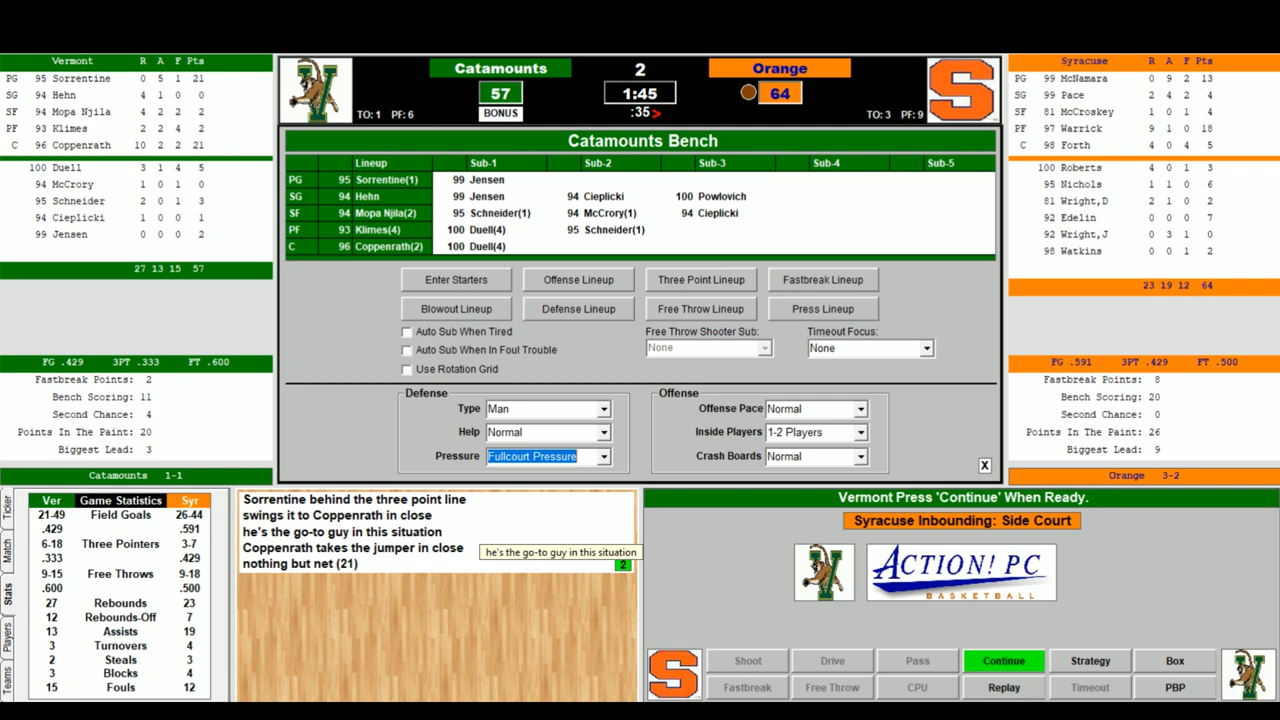 Vermont R A F Pts
PG 95 Sorrentine 0 5 1 21
SG 94 Hehn 4 1 0 0
SF 94 Mopa Njila 4 2 2 2
PF 93 Klimes 2 2 4 2
C 96 Coppenrath 10 2 2 21
100 Duell 3 1 4 5
94 McCrory 1 0 1 0
95 Schneider 2 0 1 3
94 Cieplicki 1 0 0 1
99 Jensen 0 0 0 2
27 13 15 57
FG .429 3PT .333 FT .600
Fastbreak Points: 2
Bench Scoring: 11
Second Chance: 4
Points In The Paint: 20
Biggest Lead: 3
Catamounts 1-1
Catamounts 2 Orange
57 1:45 64
BONUS :35 >
TO: 1 PF: 6 TO: 3 PF: 9
Catamounts Bench
Lineup Sub-1 Sub-2 Sub-3 Sub-4 Sub-5
PG 95 Sorrentine(1) 99 Jensen
SG 94 Hehn 99 Jensen 94 Cieplicki 100 Powlovich
SF 94 Mopa Njila(2) 95 Schneider(1) 94 McCrory(1) 94 Cieplicki
PF 93 Klimes(4) 100 Duell(4) 95 Schneider(1)
C 96 Coppenrath(2) 100 Duell(4)
Enter Starters Offense Lineup Three Point Lineup Fastbreak Lineup
Blowout Lineup Defense Lineup Free Throw Lineup Press Lineup
Auto Sub When Tired Free Throw Shooter Sub: Timeout Focus:
Auto Sub When In Foul Trouble None None
Use Rotation Grid
Defense Offense
Type Man Offense Pace Normal
Help Normal Inside Players 1-2 Players
Pressure Fullcourt Pressure Crash Boards Normal
X
Syracuse R A F Pts
PG 99 McNamara 0 9 2 13
SG 99 Pace 2 4 2 4
SF 81 McCroskey 1 0 1 4
PF 97 Warrick 9 1 0 18
C 98 Forth 4 0 4 5
100 Roberts 4 0 1 3
95 Nichols 1 1 0 6
81 Wright,D 2 1 0 2
92 Edelin 0 0 0 7
92 Wright,J 0 3 1 0
98 Watkins 0 0 1 2
23 19 12 64
FG .591 3PT .429 FT .500
Fastbreak Points: 8
Bench Scoring: 20
Second Chance: 0
Points In The Paint: 26
Biggest Lead: 9
Orange 3-2
Ticker
Match
Stats
Players
Teams
Ver Game Statistics Syr
21-49 Field Goals 26-44
.429 .591
6-18 Three Pointers 3-7
.333 .429
9-15 Free Throws 9-18
.600 .500
27 Rebounds 23
12 Rebounds-Off 7
13 Assists 19
3 Turnovers 4
2 Steals 3
3 Blocks 4
15 Fouls 12
Sorrentine behind the three point line
swings it to Coppenrath in close
he's the go-to guy in this situation
Coppenrath takes the jumper in close
nothing but net (21)
he's the go-to guy in this situation
2
Vermont Press 'Continue' When Ready.
Syracuse Inbounding: Side Court
ACTION! PC
BASKETBALL
Shoot Drive Pass Continue Strategy Box
Fastbreak Free Throw CPU Replay Timeout PBP